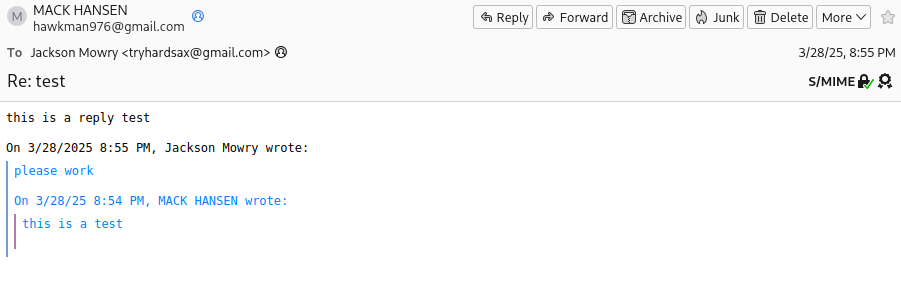 M MACK HANSEN
hawkman976@gmail.com
Reply Forward Archive Junk Delete More
To Jackson Mowry <tryhardsax@gmail.com> 3/28/25, 8:55 PM
Re: test S/MIME
this is a reply test
On 3/28/2025 8:55 PM, Jackson Mowry wrote:
please work
On 3/28/25 8:54 PM, MACK HANSEN wrote:
this is a test